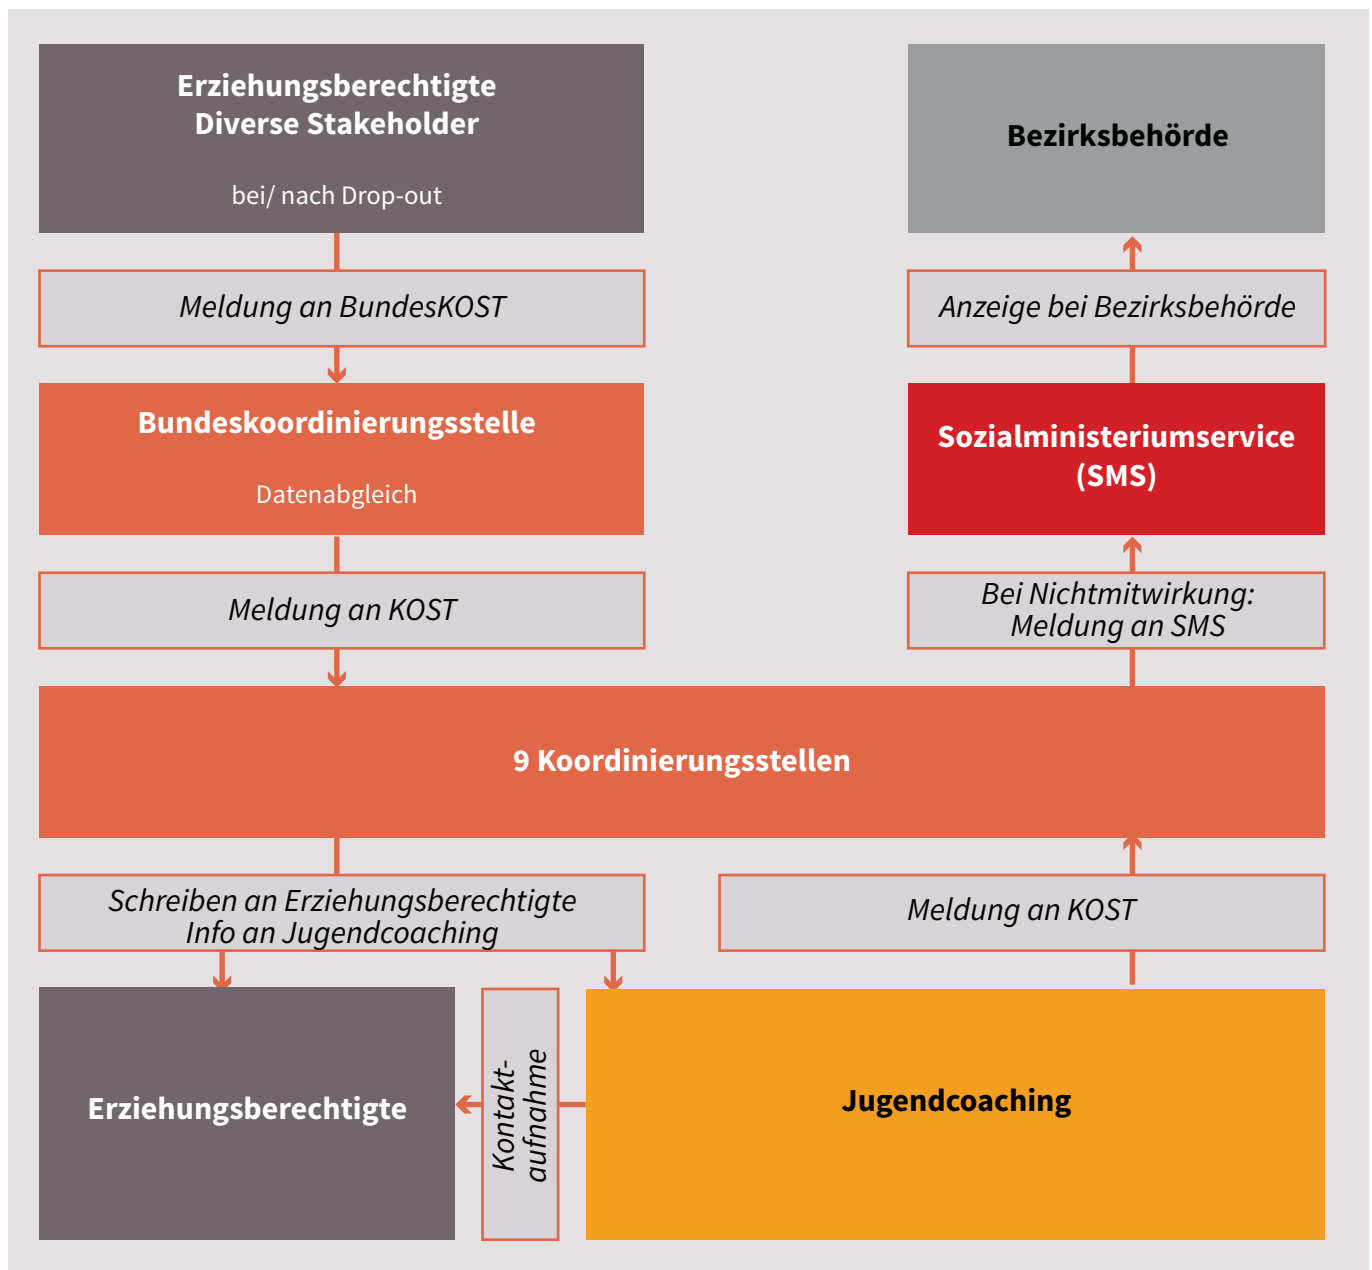 Erziehungsberechtigte
Diverse Stakeholder
bei/ nach Drop-out
Meldung an BundesKOST
Bundeskoordinierungsstelle
Datenabgleich
Meldung an KOST
Bezirksbehörde
Anzeige bei Bezirksbehörde
Sozialministeriumservice
(SMS)
Bei Nichtmitwirkung:
Meldung an SMS
9 Koordinierungsstellen
Schreiben an Erziehungsberechtigte
Info an Jugendcoaching
Meldung an KOST
Erziehungsberechtigte
Kontakt-
aufnahme
Jugendcoaching